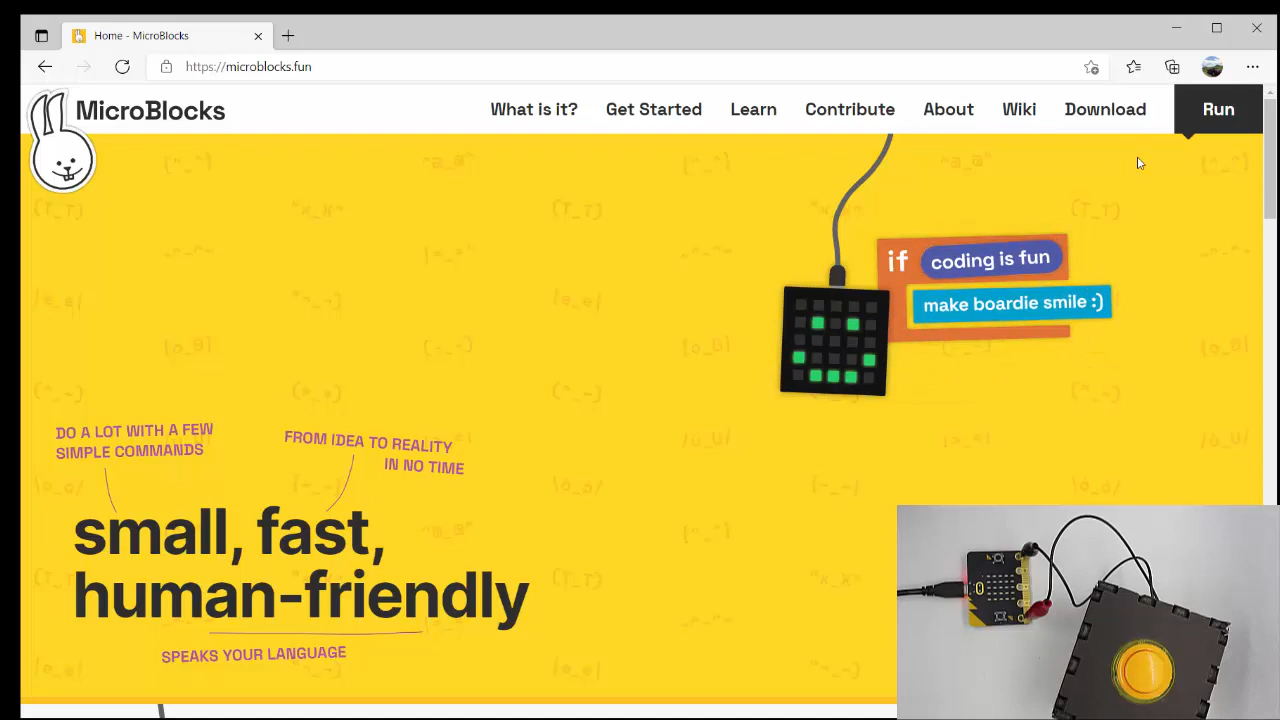 Home - MicroBlocks
https://microblocks.fun
MicroBlocks
What is it?
Get Started
Learn
Contribute
About
Wiki
Download
Run
if coding is fun
make boardie smile :)
DO A LOT WITH A FEW
SIMPLE COMMANDS
FROM IDEA TO REALITY
IN NO TIME
small, fast,
human-friendly
SPEAKS YOUR LANGUAGE